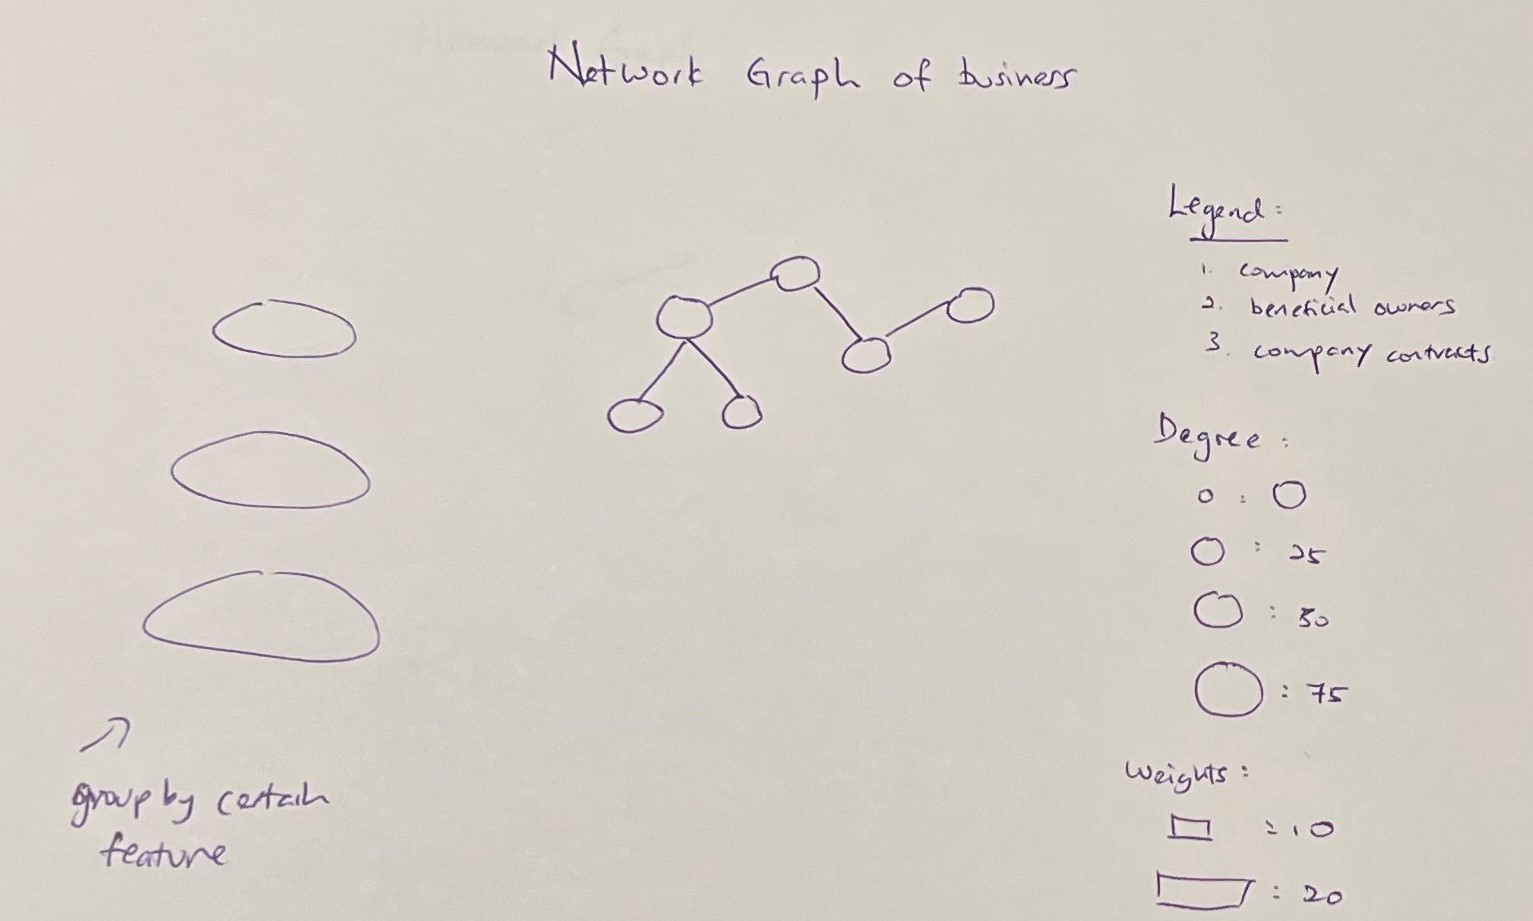 Network Graph of business
Legend :
1. company
2. beneficial owners
3. company contracts
Degree :
: 0
: 25
: 50
: 75
Weights :
= 10
: 20
group by certain
feature